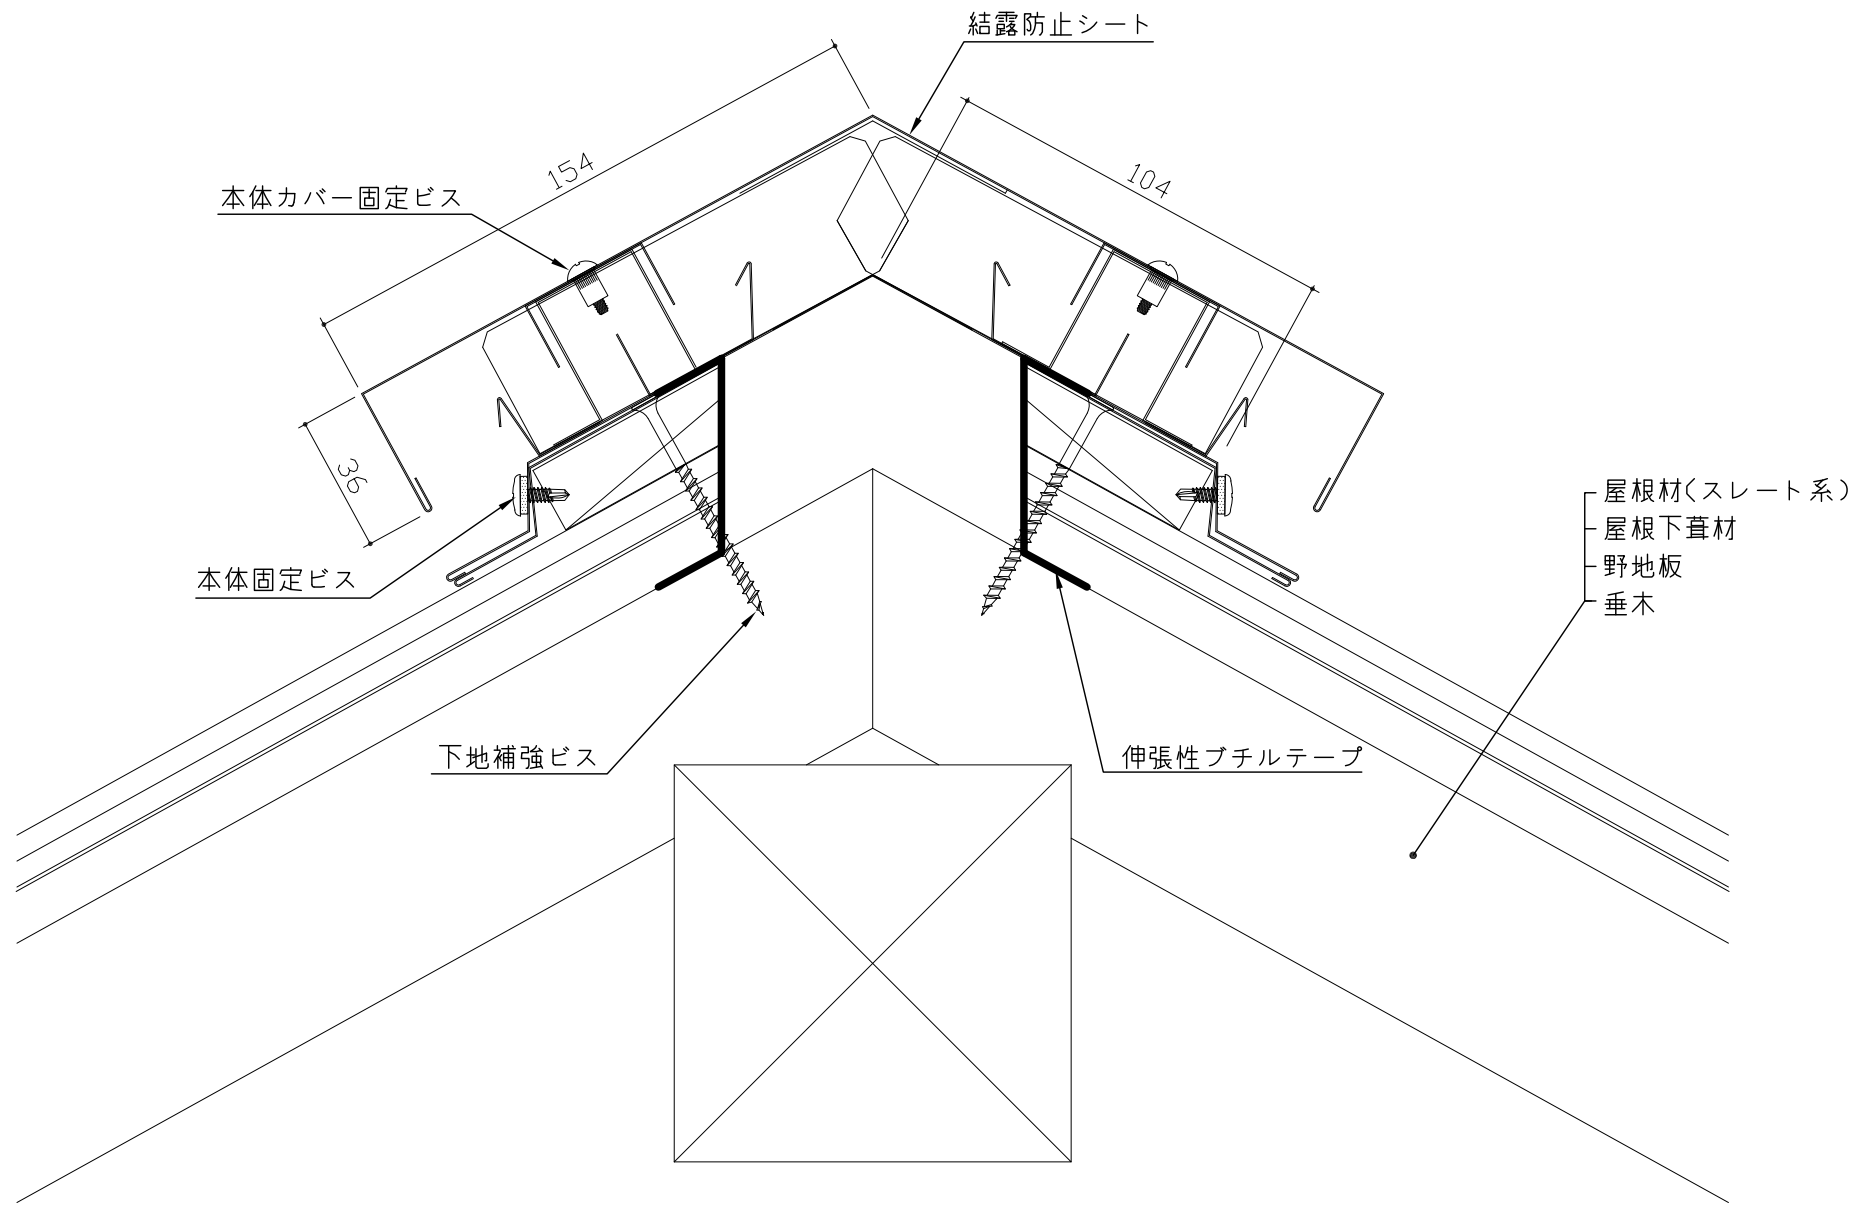 結露防止シート
154
104
本体カバー固定ビス
36
屋根材(スレート系)
屋根下葺材
野地板
垂木
本体固定ビス
下地補強ビス
伸張性ブチルテープ